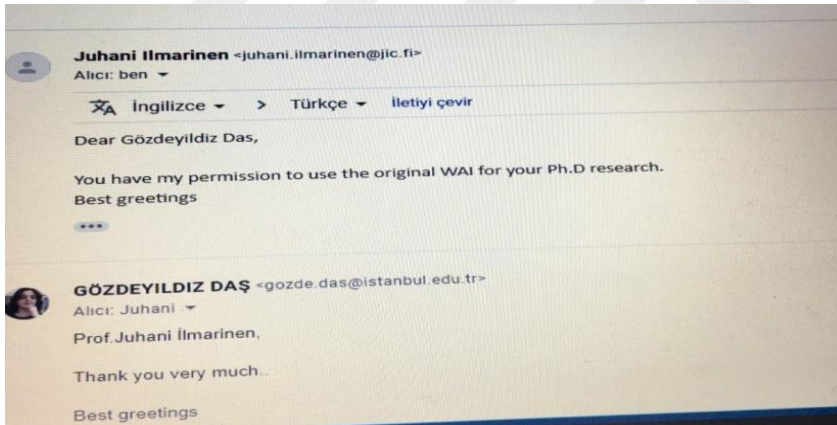 Juhani Ilmarinen <juhani.ilmarinen@jic.fi>
Alıcı: ben
İngilizce > Türkçe İletiyi çevir
Dear Gözdeyildiz Das,
You have my permission to use the original WAI for your Ph.D research.
Best greetings
...
GÖZDEYILDIZ DAŞ <gozde.das@istanbul.edu.tr>
Alıcı: Juhani
Prof.Juhani İlmarinen,
Thank you very much..
Best greetings